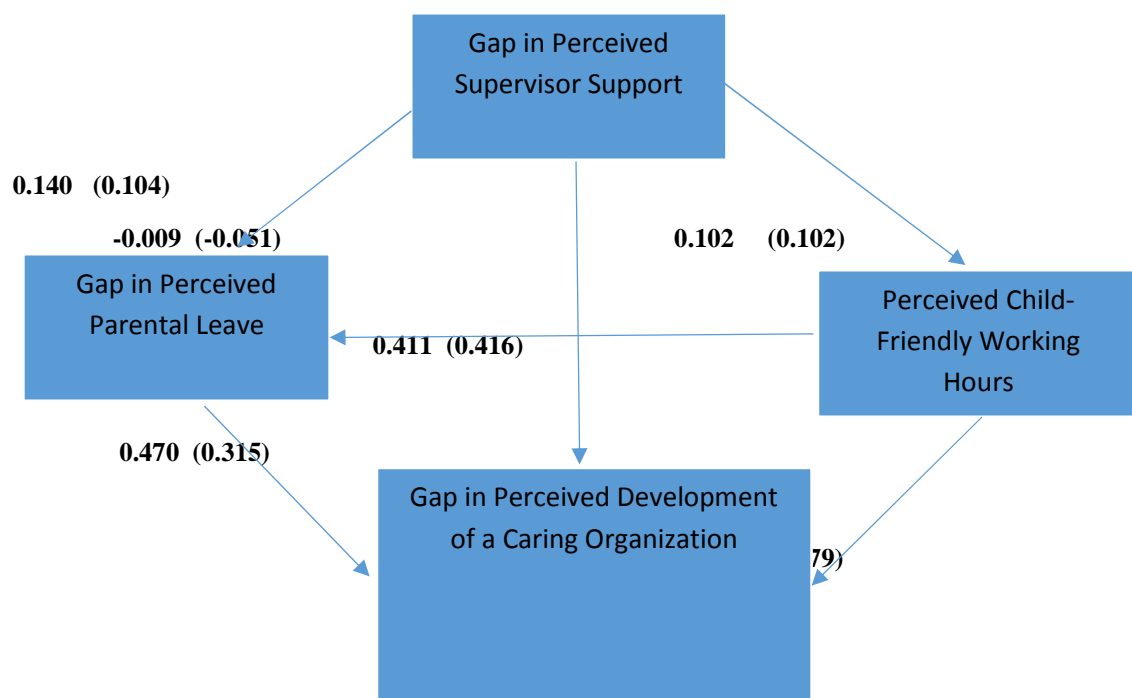 Gap in Perceived
Supervisor Support
0.140 (0.104)
-0.009 (-0.051)
0.102 (0.102)
Gap in Perceived
Parental Leave
Perceived Child-
Friendly Working
Hours
0.411 (0.416)
0.470 (0.315)
Gap in Perceived Development
of a Caring Organization
79)